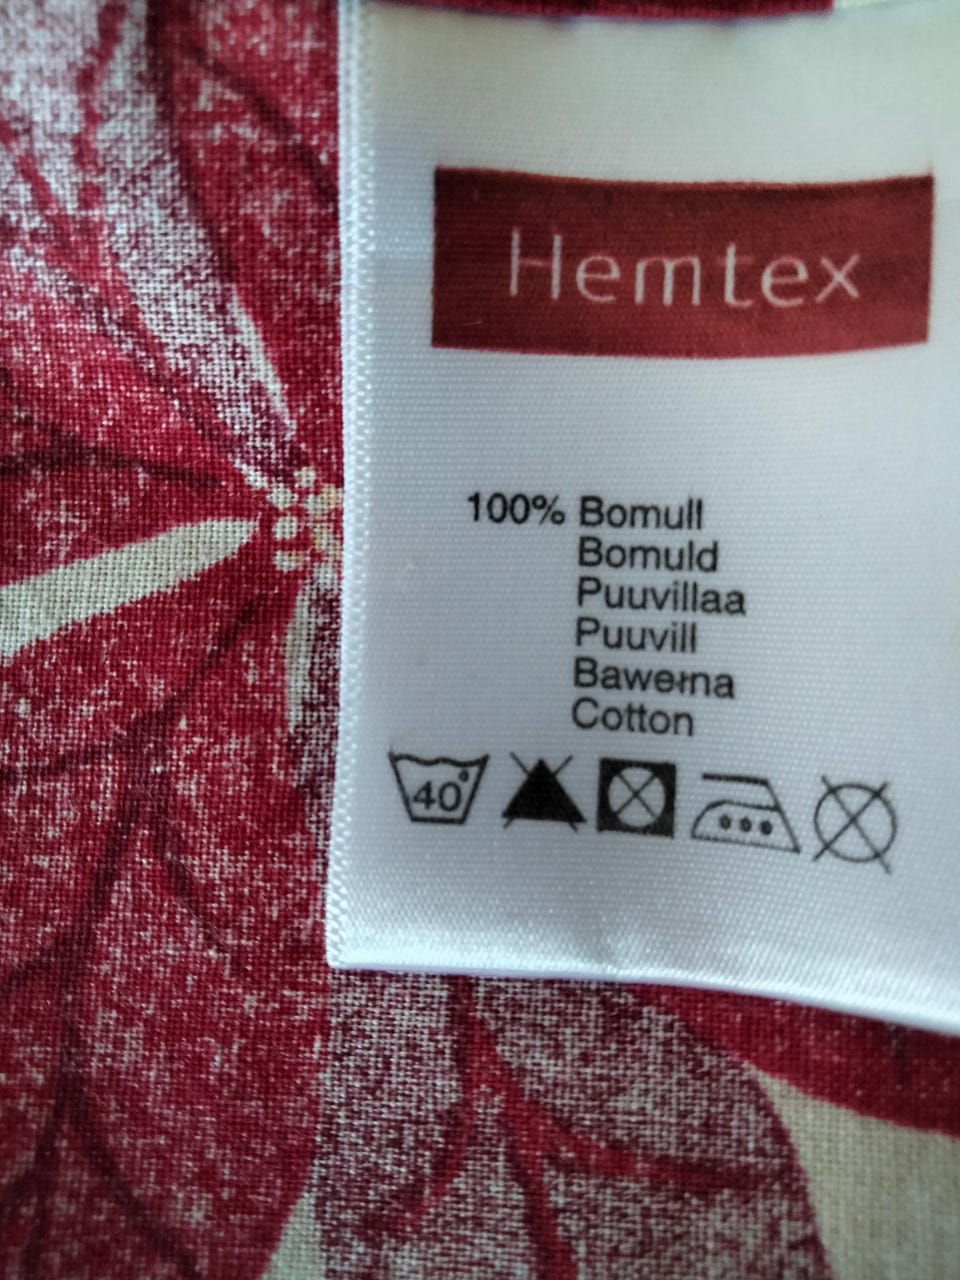 Hemtex
100% Bomull
Bomuld
Puuvillaa
Puuvill
Bawełna
Cotton
40°